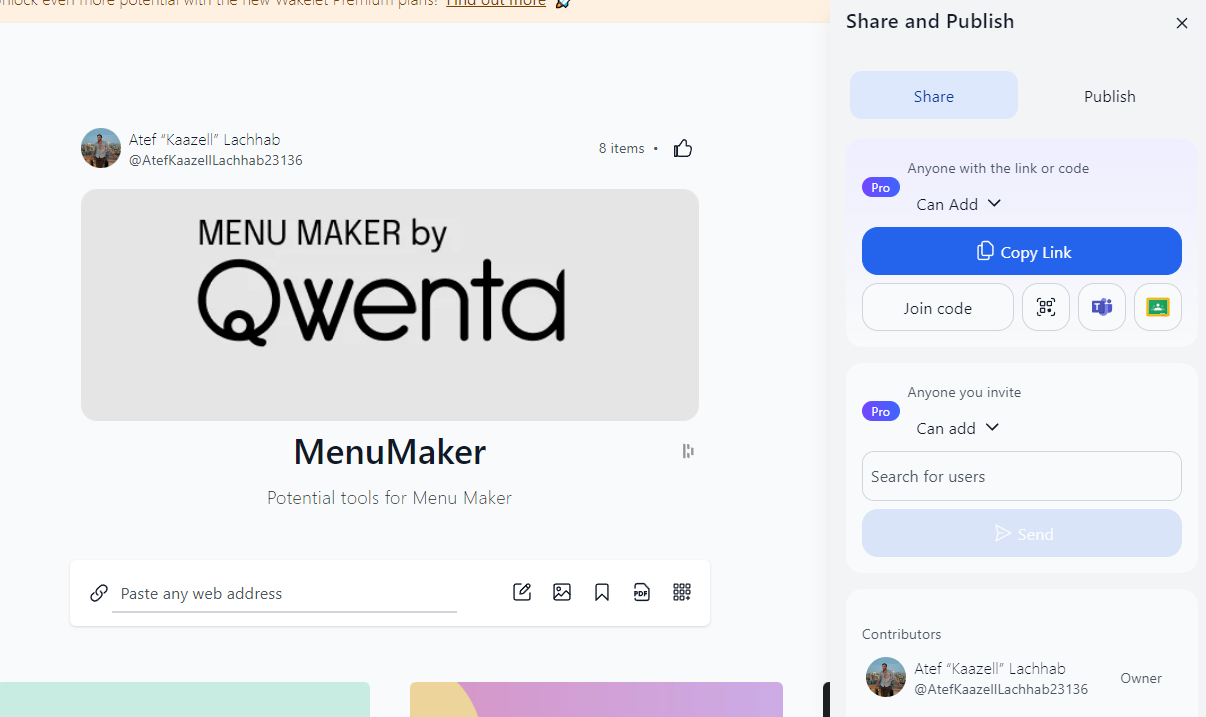 nlock even more potential with the new Wakelet Premium plans! Find out more
Atef “Kaazell” Lachhab
@AtefKaazellLachhab23136
8 items •
MENU MAKER by
Qwenta
MenuMaker
Potential tools for Menu Maker
Paste any web address
PDF
Share and Publish
Share
Publish
Anyone with the link or code
Pro
Can Add
Copy Link
Join code
Anyone you invite
Pro
Can add
Search for users
Send
Contributors
Atef “Kaazell” Lachhab
@AtefKaazellLachhab23136
Owner